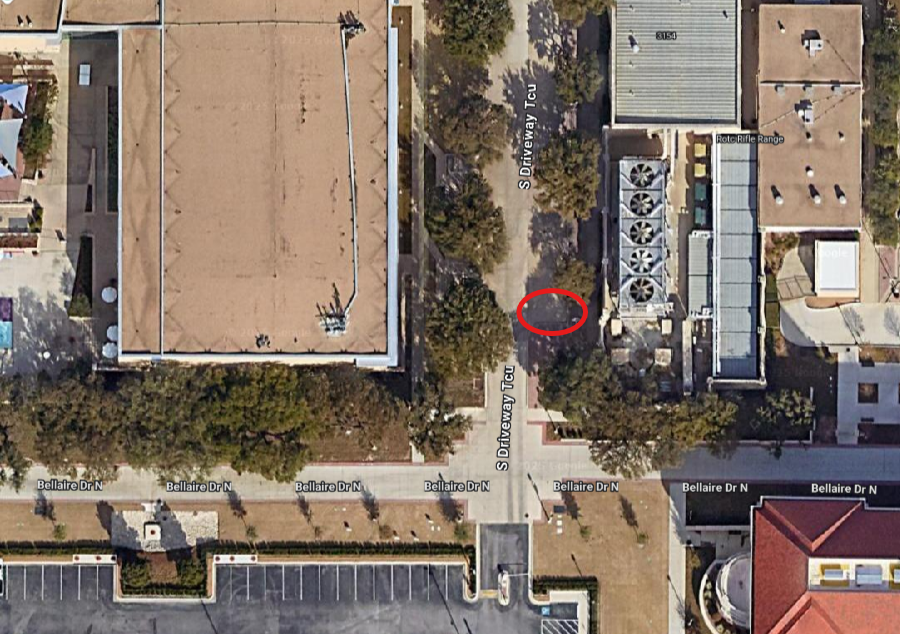 3154
S Driveway Tcu
Rotc Rifle Range
S Driveway Tcu
Bellaire Dr N
Bellaire Dr N
Bellaire Dr N
Bellaire Dr N
Bellaire Dr N
Bellaire Dr N
Bellaire Dr N